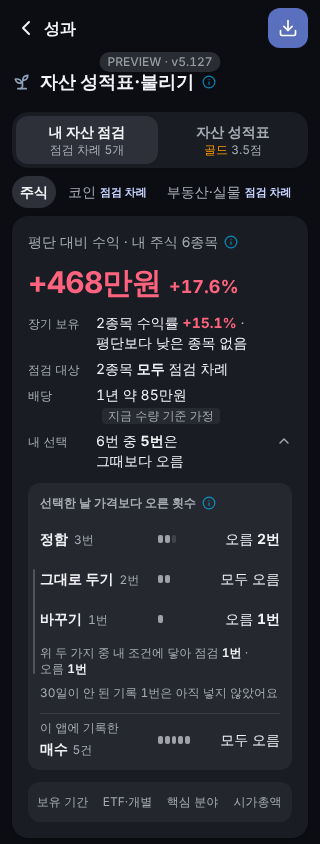 성과
PREVIEW · v5.127
자산 성적표·불리기
내 자산 점검
점검 차례 5개
자산 성적표
골드 3.5점
주식
코인 점검 차례
부동산·실물 점검 차례
평단 대비 수익 · 내 주식 6종목
+468만원 +17.6%
장기 보유
2종목 수익률 +15.1% ·
평단보다 낮은 종목 없음
점검 대상
2종목 모두 점검 차례
배당
1년 약 85만원
지금 수량 기준 가정
내 선택
6번 중 5번은
그때보다 오름
선택한 날 가격보다 오른 횟수
정함 3번
오름 2번
그대로 두기 2번
모두 오름
바꾸기 1번
오름 1번
위 두 가지 중 내 조건에 닿아 점검 1번 ·
오름 1번
30일이 안 된 기록 1번은 아직 넣지 않았어요
이 앱에 기록한
매수 5건
모두 오름
보유 기간
ETF·개별
핵심 분야
시가총액